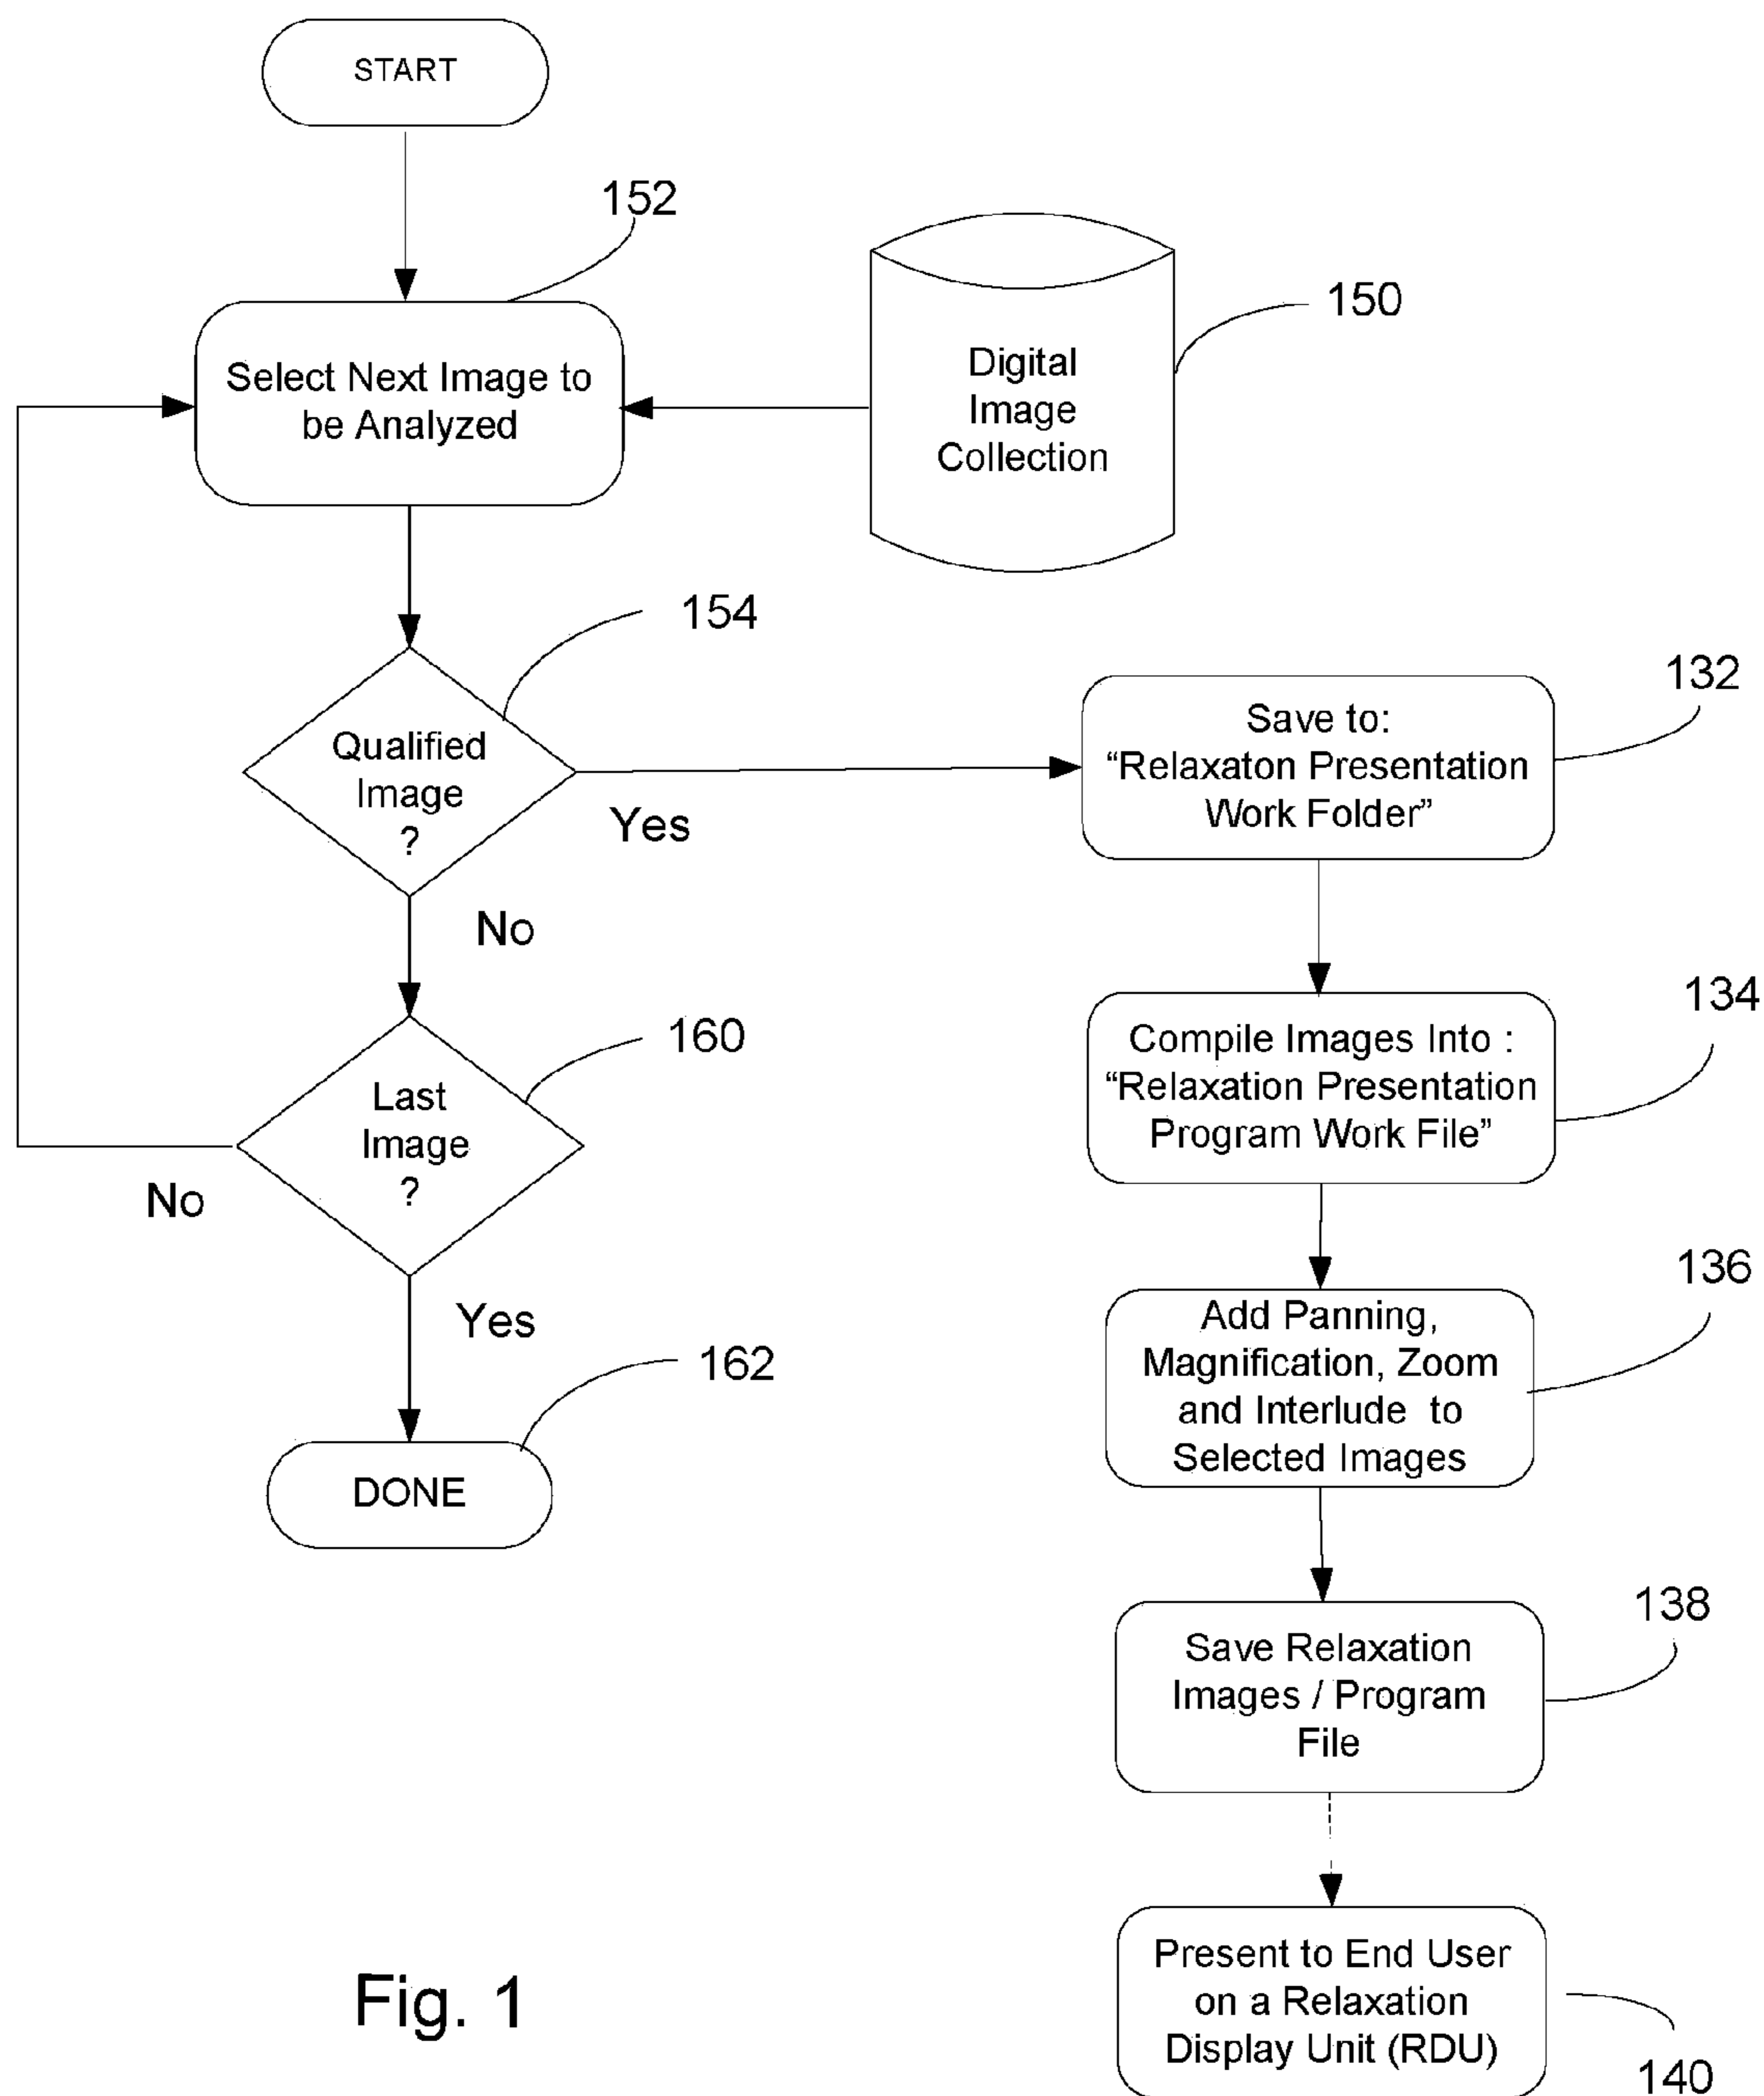 START
152
Select Next Image to
be Analyzed
Digital
Image
Collection
150
154
Qualified
Image
?
Yes
No
132
Save to:
“Relaxaton Presentation
Work Folder”
134
Compile Images Into :
“Relaxation Presentation
Program Work File”
160
Last
Image
?
No
Yes
136
Add Panning,
Magnification, Zoom
and Interlude to
Selected Images
162
DONE
138
Save Relaxation
Images / Program
File
Present to End User
on a Relaxation
Display Unit (RDU)
140
Fig. 1